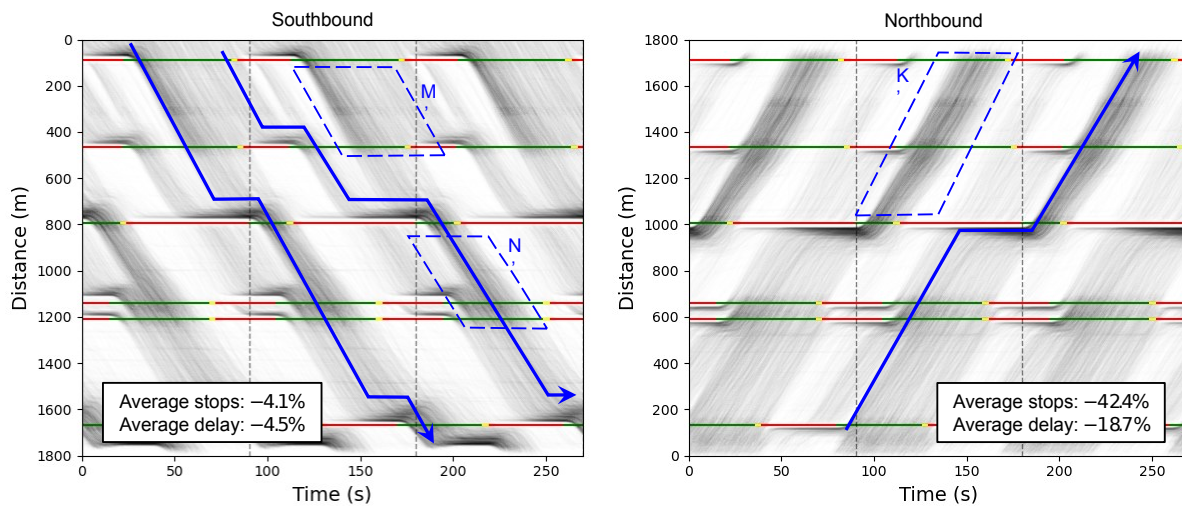 Southbound
Northbound
0
200
400
600
800
1000
1200
1400
1600
1800
Distance (m)
M,
N,
Average stops: −4.1%
Average delay: −4.5%
0
50
100
150
200
250
Time (s)
1800
1600
1400
1200
1000
800
600
400
200
0
Distance (m)
K,
Average stops: −42.4%
Average delay: −18.7%
0
50
100
150
200
250
Time (s)